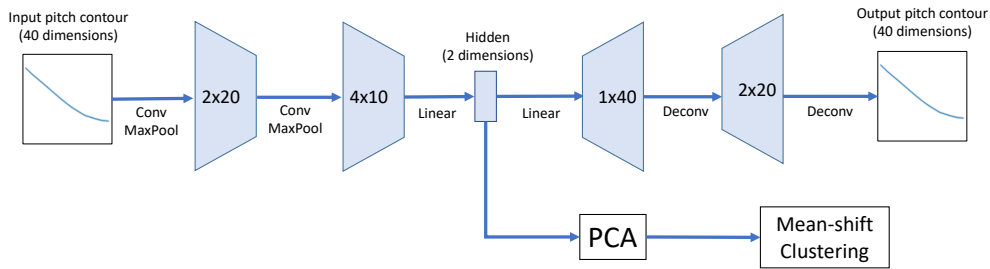 Input pitch contour
(40 dimensions)
Conv
MaxPool
2x20
Conv
MaxPool
4x10
Linear
Hidden
(2 dimensions)
Linear
1x40
Deconv
2x20
Deconv
Output pitch contour
(40 dimensions)
PCA
Mean-shift
Clustering